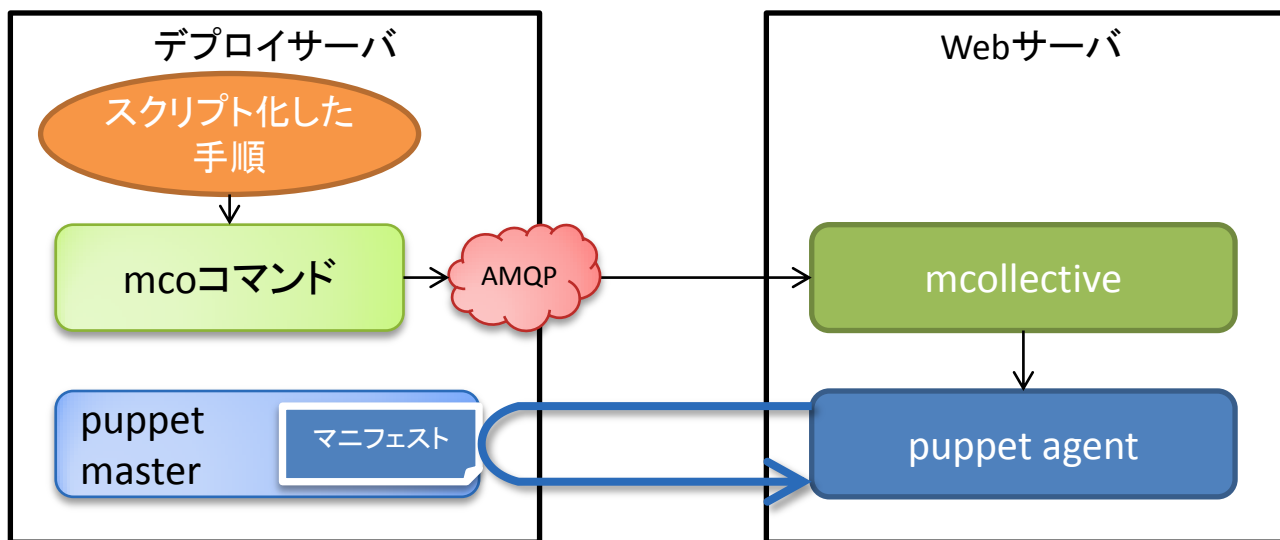 デプロイサーバ
スクリプト化した
手順
mcoコマンド
AMQP
puppet
master
マニフェスト
Webサーバ
mcollective
puppet agent